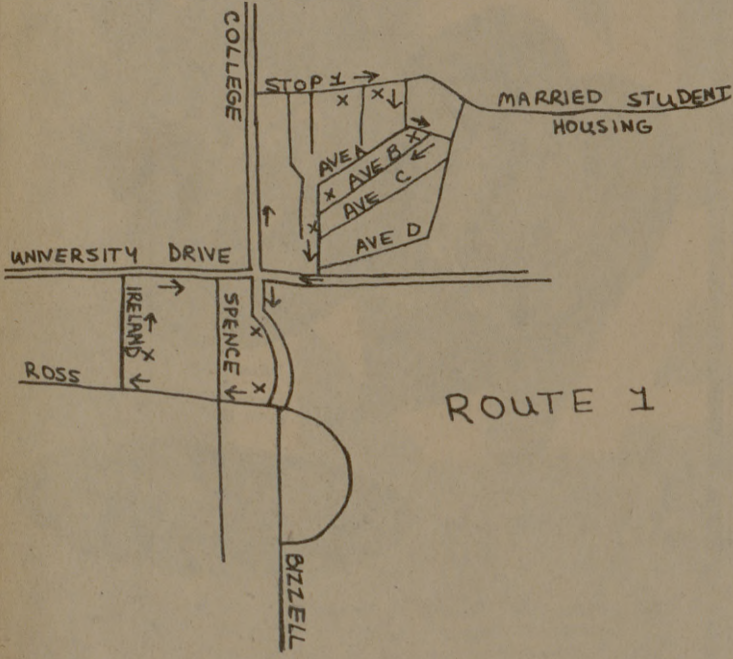 COLLEGE
STOP 1
MARRIED STUDENT
HOUSING
AVE A
AVE B
AVE C
AVE D
UNIVERSITY DRIVE
IRELAND
SPENCE
ROSS
ROUTE 1
BIZZELL